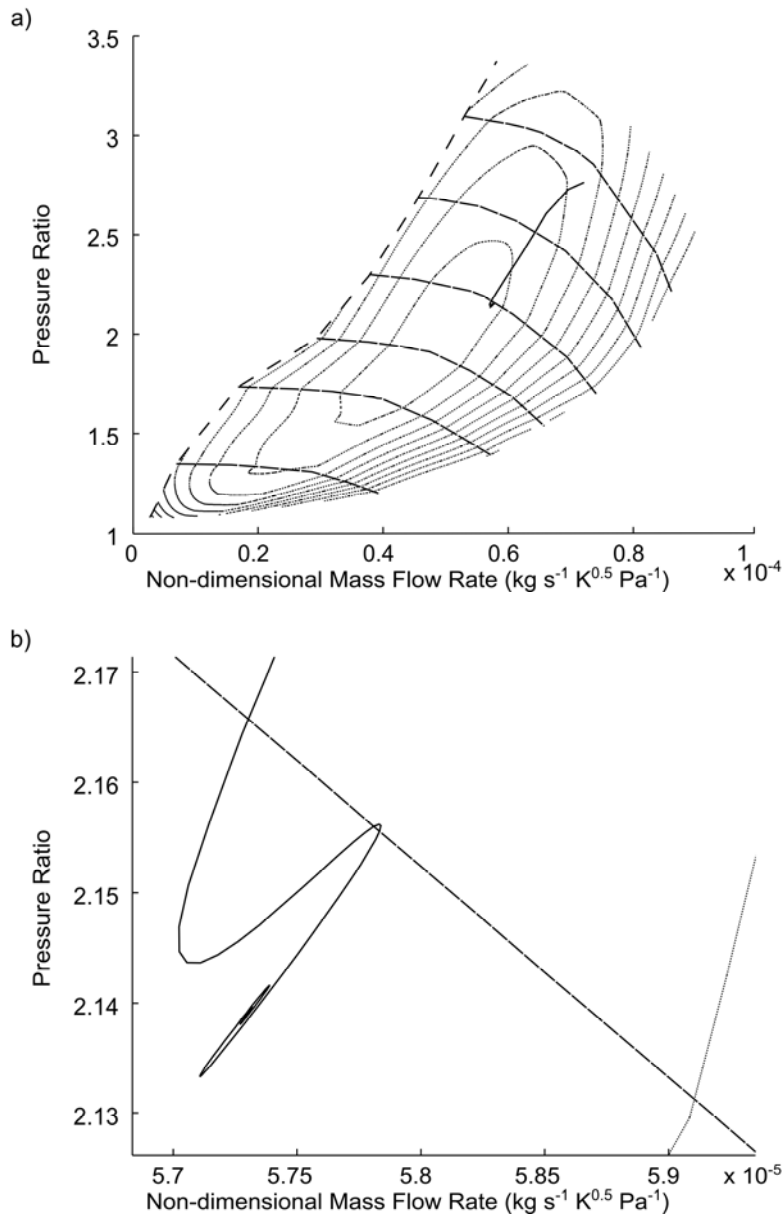 a)
3.5
3
2.5
2
1.5
1
Pressure Ratio
0 0.2 0.4 0.6 0.8 1
x 10⁻⁴
Non-dimensional Mass Flow Rate (kg s⁻¹ K⁰·⁵ Pa⁻¹)
b)
2.17
2.16
2.15
2.14
2.13
Pressure Ratio
5.7 5.75 5.8 5.85 5.9 x 10⁻⁵
Non-dimensional Mass Flow Rate (kg s⁻¹ K⁰·⁵ Pa⁻¹)